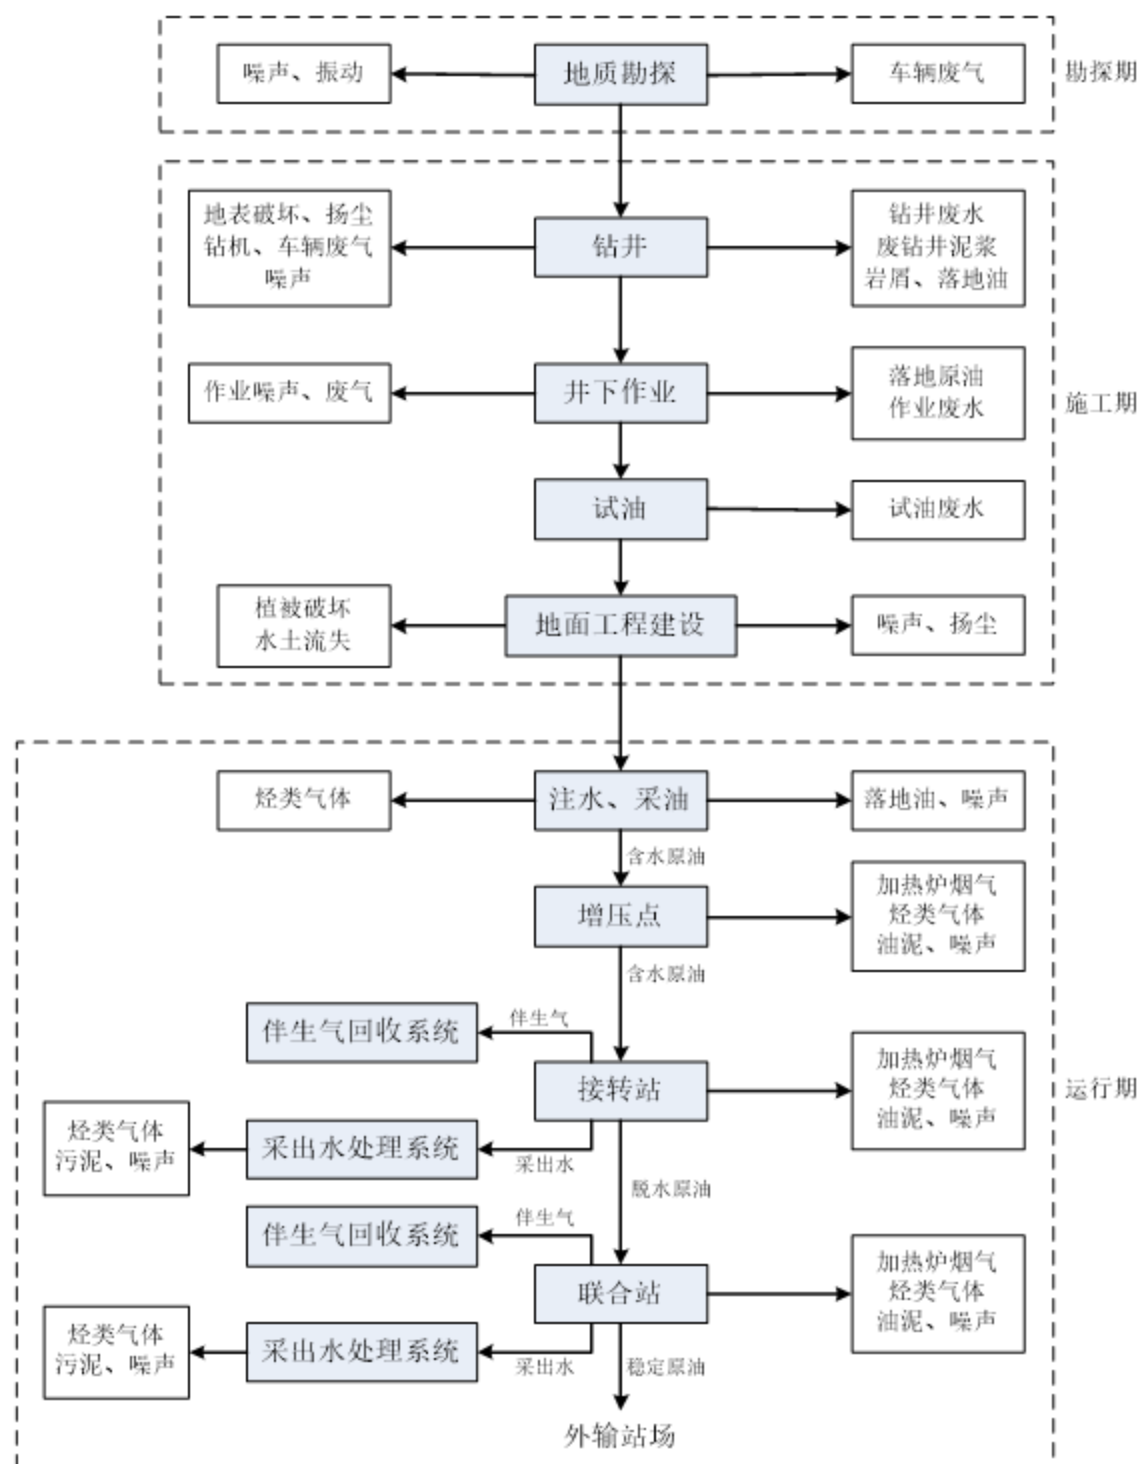 噪声、振动
地质勘探
车辆废气
勘探期
地表破坏、扬尘
钻机、车辆废气
噪声
钻井
钻井废水
废钻井泥浆
岩屑、落地油
作业噪声、废气
井下作业
落地原油
作业废水
施工期
试油
试油废水
植被破坏
水土流失
地面工程建设
噪声、扬尘
烃类气体
注水、采油
落地油、噪声
含水原油
增压点
加热炉烟气
烃类气体
油泥、噪声
含水原油
伴生气回收系统
伴生气
接转站
加热炉烟气
烃类气体
油泥、噪声
运行期
烃类气体
污泥、噪声
采出水处理系统
采出水
脱水原油
伴生气回收系统
伴生气
联合站
加热炉烟气
烃类气体
油泥、噪声
烃类气体
污泥、噪声
采出水处理系统
采出水
稳定原油
外输站场